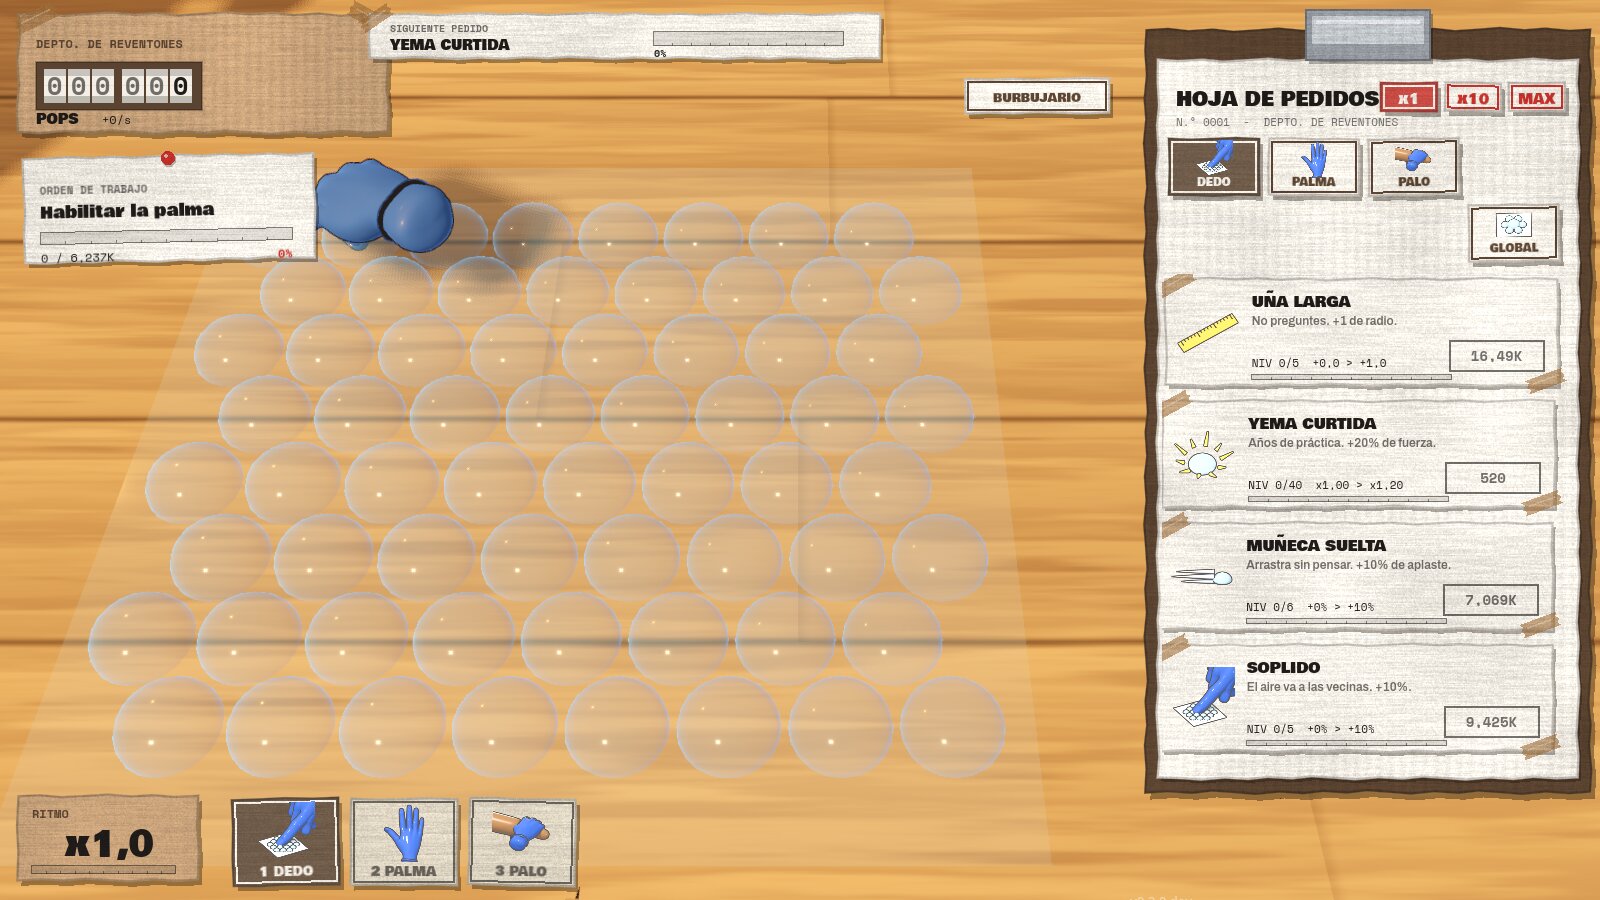 DEPTO. DE REVENTONES
000 000
POPS +0/s
SIGUIENTE PEDIDO
YEMA CURTIDA
0%
BURBUJARIO
ORDEN DE TRABAJO
Habilitar la palma
0 / 6,237K 0%
HOJA DE PEDIDOS x1 x10 MAX
N.° 0001 - DEPTO. DE REVENTONES
DEDO PALMA PALO
GLOBAL
UÑA LARGA
No preguntes. +1 de radio.
NIV 0/5 +0,0 > +1,0 16,49K
YEMA CURTIDA
Años de práctica. +20% de fuerza.
NIV 0/40 x1,00 > x1,20 520
MUÑECA SUELTA
Arrastra sin pensar. +10% de aplaste.
NIV 0/6 +0% > +10% 7,069K
SOPLIDO
El aire va a las vecinas. +10%.
NIV 0/5 +0% > +10% 9,425K
RITMO
x1,0
1 DEDO 2 PALMA 3 PALO